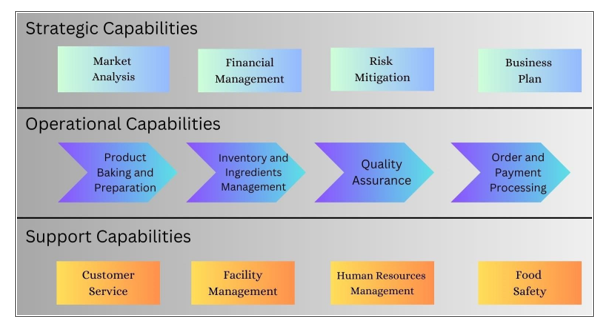 Strategic Capabilities
Market
Analysis
Financial
Management
Risk
Mitigation
Business
Plan
Operational Capabilities
Product
Baking and
Preparation
Inventory and
Ingredients
Management
Quality
Assurance
Order and
Payment
Processing
Support Capabilities
Customer
Service
Facility
Management
Human Resources
Management
Food
Safety